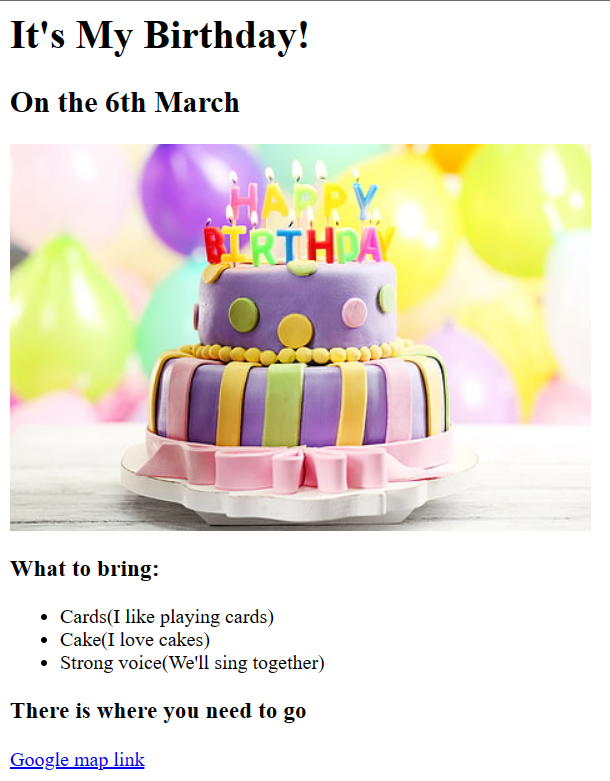 It's My Birthday!
On the 6th March
HAPPY
BIRTHDAY
What to bring:
Cards(I like playing cards)
Cake(I love cakes)
Strong voice(We'll sing together)
There is where you need to go
Google map link